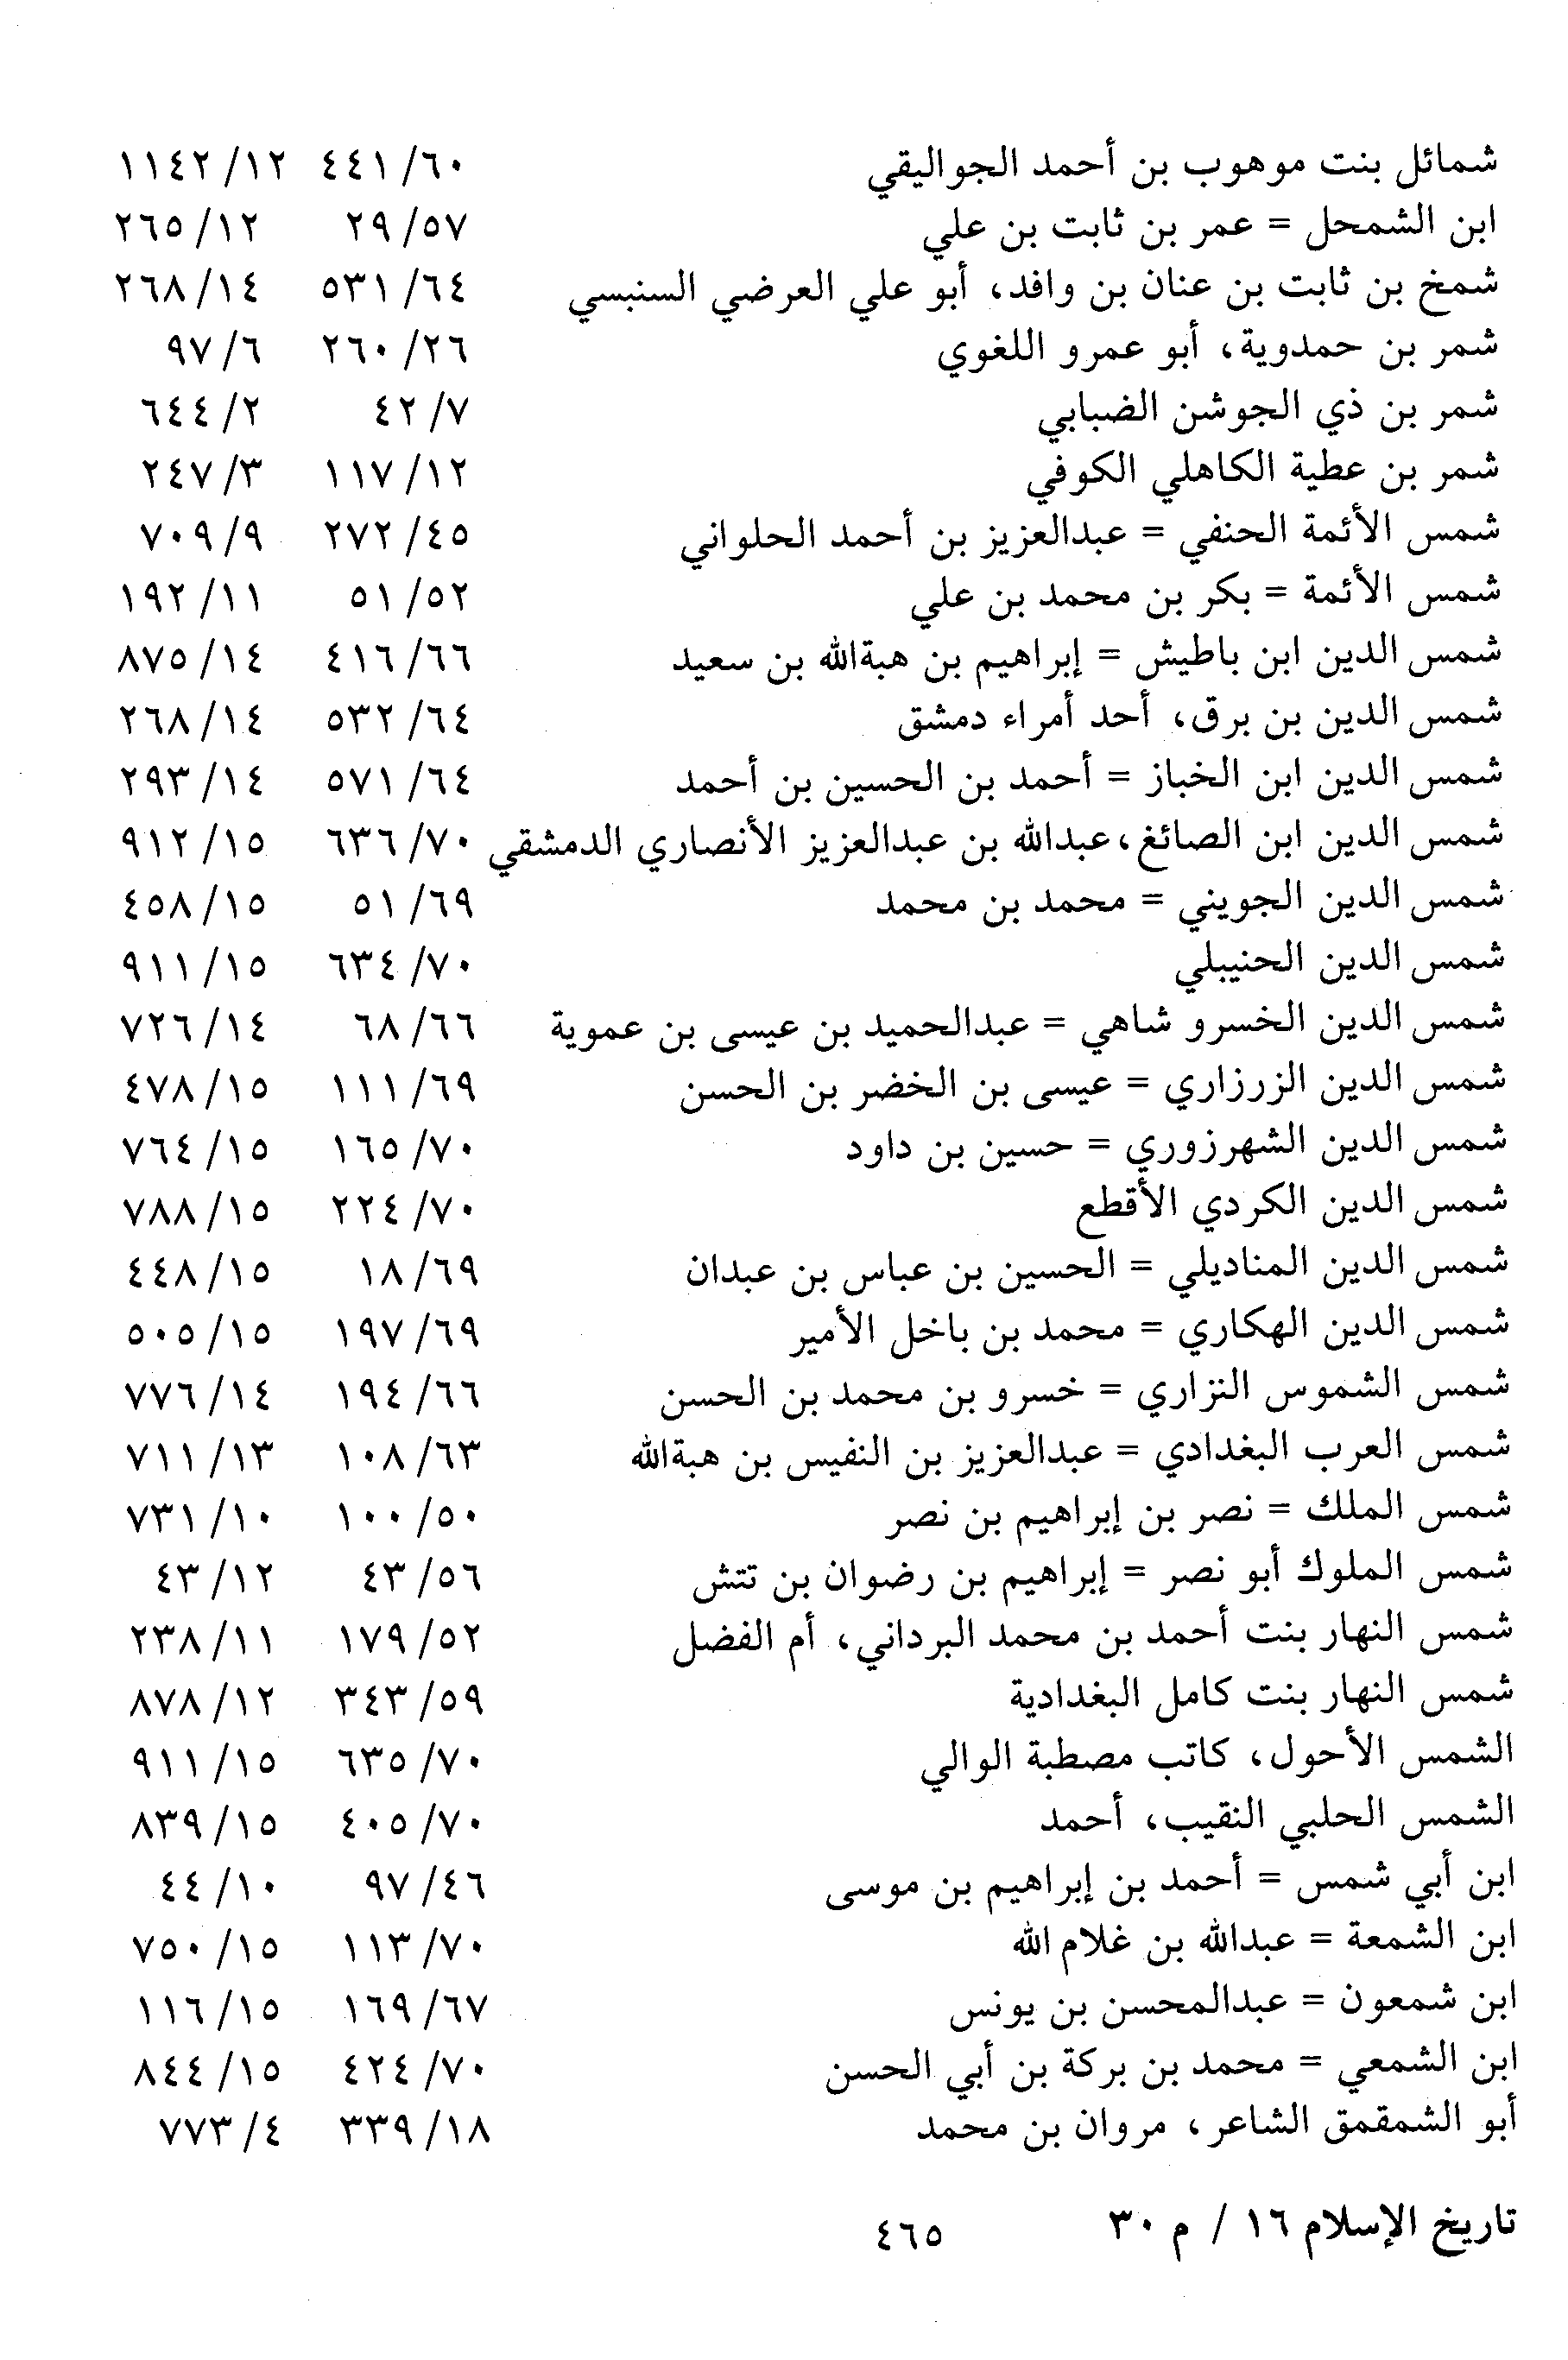 شمائل بنت موهوب بن أحمد الجواليقي ٦٠/ ٤٤١ ١٢/ ١١٤٢
ابن الشمحل = عمر بن ثابت بن علي ٥٧/ ٢٩ ١٢/ ٢٦٥
شمخ بن ثابت بن عنان بن وافد، أبو علي العرضي السنبسي ٦٤/ ٥٣١ ١٤/ ٢٦٨
شمر بن حمدوية، أبو عمرو اللغوي ٢٦/ ٢٦٠ ٦/ ٩٧
شمر بن ذي الجوشن الضبابي ٧/ ٤٢ ٢/ ٦٤٤
شمر بن عطية الكاهلي الكوفي ١٢/ ١١٧ ٣/ ٢٤٧
شمس الأئمة الحنفي = عبدالعزيز بن أحمد الحلواني ٤٥/ ٢٧٢ ٩/ ٧٠٩
شمس الأئمة = بكر بن محمد بن علي ٥٢/ ٥١ ١١/ ١٩٢
شمس الدين ابن باطيش = إبراهيم بن هبةالله بن سعيد ٦٦/ ٤١٦ ١٤/ ٨٧٥
شمس الدين بن برق، أحد أمراء دمشق ٦٤/ ٥٣٢ ١٤/ ٢٦٨
شمس الدين ابن الخباز = أحمد بن الحسين بن أحمد ٦٤/ ٥٧١ ١٤/ ٢٩٣
شمس الدين ابن الصائغ، عبدالله بن عبدالعزيز الأنصاري الدمشقي ٧٠/ ٦٣٦ ١٥/ ٩١٢
شمس الدين الجويني = محمد بن محمد ٦٩/ ٥١ ١٥/ ٤٥٨
شمس الدين الحنيبلي ٧٠/ ٦٣٤ ١٥/ ٩١١
شمس الدين الخسرو شاهي = عبدالحميد بن عيسى بن عموية ٦٦/ ٦٨ ١٤/ ٧٢٦
شمس الدين الزرزاري = عيسى بن الخضر بن الحسن ٦٩/ ١١١ ١٥/ ٤٧٨
شمس الدين الشهرزوري = حسين بن داود ٧٠/ ١٦٥ ١٥/ ٧٦٤
شمس الدين الكردي الأقطع ٧٠/ ٢٢٤ ١٥/ ٧٨٨
شمس الدين المناديلي = الحسين بن عباس بن عبدان ٦٩/ ١٨ ١٥/ ٤٤٨
شمس الدين الهكاري = محمد بن باخل الأمير ٦٩/ ١٩٧ ١٥/ ٥٠٥
شمس الشموس النزاري = خسرو بن محمد بن الحسن ٦٦/ ١٩٤ ١٤/ ٧٧٦
شمس العرب البغدادي = عبدالعزيز بن النفيس بن هبةالله ٦٣/ ١٠٨ ١٣/ ٧١١
شمس الملك = نصر بن إبراهيم بن نصر ٥٠/ ١٠٠ ١٠/ ٧٣١
شمس الملوك أبو نصر = إبراهيم بن رضوان بن تتش ٥٦/ ٤٣ ١٢/ ٤٣
شمس النهار بنت أحمد بن محمد البرداني، أم الفضل ٥٢/ ١٧٩ ١١/ ٢٣٨
شمس النهار بنت كامل البغدادية ٥٩/ ٣٤٣ ١٢/ ٨٧٨
الشمس الأحول، كاتب مصطبة الوالي ٧٠/ ٦٣٥ ١٥/ ٩١١
الشمس الحلبي النقيب، أحمد ٧٠/ ٤٠٥ ١٥/ ٨٣٩
ابن أبي شمس = أحمد بن إبراهيم بن موسى ٤٦/ ٩٧ ١٠/ ٤٤
ابن الشمعة = عبدالله بن غلام الله ٧٠/ ١١٣ ١٥/ ٧٥٠
ابن شمعون = عبدالمحسن بن يونس ٦٧/ ١٦٩ ١٥/ ١١٦
ابن الشمعي = محمد بن بركة بن أبي الحسن ٧٠/ ٤٢٤ ١٥/ ٨٤٤
أبو الشمقمق الشاعر، مروان بن محمد ١٨/ ٣٣٩ ٤/ ٧٧٣
تاريخ الإسلام ١٦ / م ٣٠ ٤٦٥